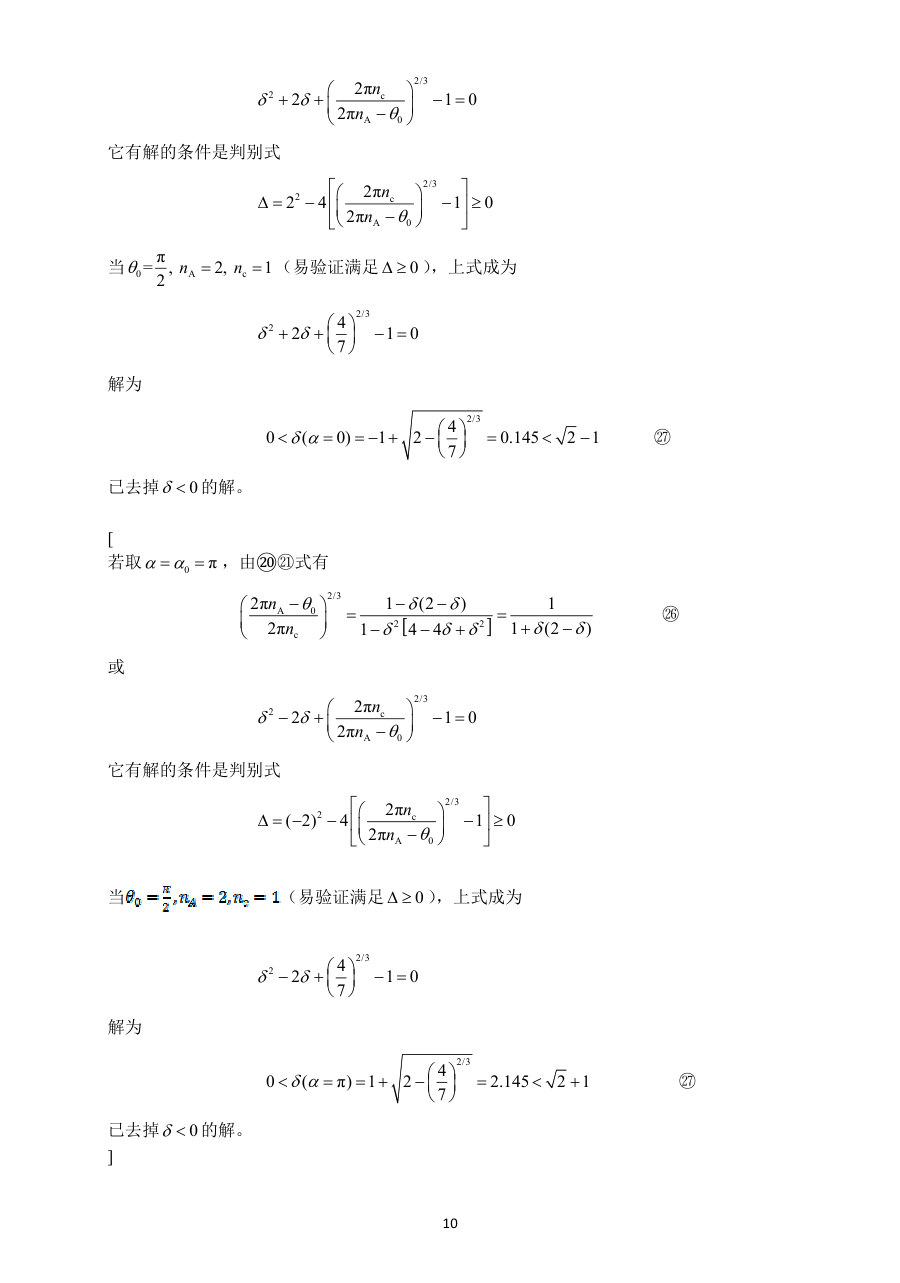 δ² + 2δ + (2πn_c / (2πn_A − θ₀))^{2/3} − 1 = 0
它有解的条件是判别式
Δ = 2² − 4[(2πn_c / (2πn_A − θ₀))^{2/3} − 1] ≥ 0
当 θ₀=π/2, n_A = 2, n_c = 1（易验证满足 Δ ≥ 0），上式成为
δ² + 2δ + (4/7)^{2/3} − 1 = 0
解为
0 < δ(α = 0) = −1 + √(2 − (4/7)^{2/3}) = 0.145 < √2 − 1 ㉗
已去掉 δ < 0 的解。
[
若取 α = α₀ = π，由⑳㉑式有
((2πn_A − θ₀) / 2πn_c)^{2/3} = (1 − δ(2 − δ)) / (1 − δ²[4 − 4δ + δ²]) = 1 / (1 + δ(2 − δ)) ㉖
或
δ² − 2δ + (2πn_c / (2πn_A − θ₀))^{2/3} − 1 = 0
它有解的条件是判别式
Δ = (−2)² − 4[(2πn_c / (2πn_A − θ₀))^{2/3} − 1] ≥ 0
当θ₀ = π/2, n_A = 2, n_c = 1（易验证满足 Δ ≥ 0），上式成为
δ² − 2δ + (4/7)^{2/3} − 1 = 0
解为
0 < δ(α = π) = 1 + √(2 − (4/7)^{2/3}) = 2.145 < √2 + 1 ㉗
已去掉 δ < 0 的解。
]
10